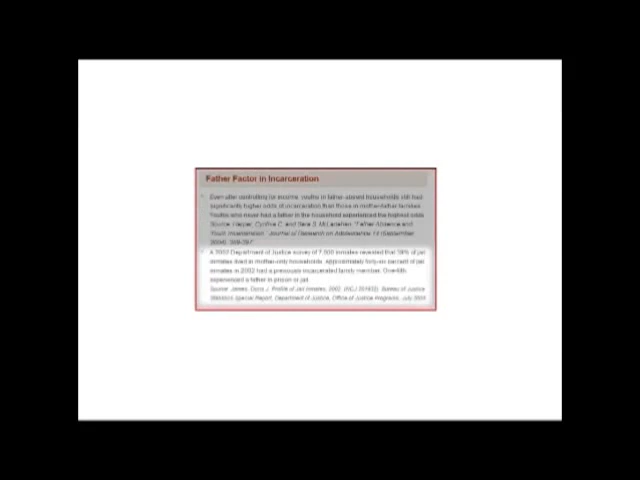 Father Factor in Incarceration
Even after controlling for income, youths in father-absent households still had
significantly higher odds of incarceration than those in mother-father families.
Youths who never had a father in the household experienced the highest odds.
Source: Harper, Cynthia C. and Sara S. McLanahan. "Father Absence and
Youth Incarceration." Journal of Research on Adolescence 14 (September
2004): 369-397.
A 2002 Department of Justice survey of 7,000 inmates revealed that 39% of jail
inmates lived in mother-only households. Approximately forty-six percent of jail
inmates in 2002 had a previously incarcerated family member. One-fifth
experienced a father in prison or jail.
Source: James, Doris J. Profile of Jail Inmates, 2002. (NCJ 201932). Bureau of Justice
Statistics Special Report, Department of Justice, Office of Justice Programs, July 2004